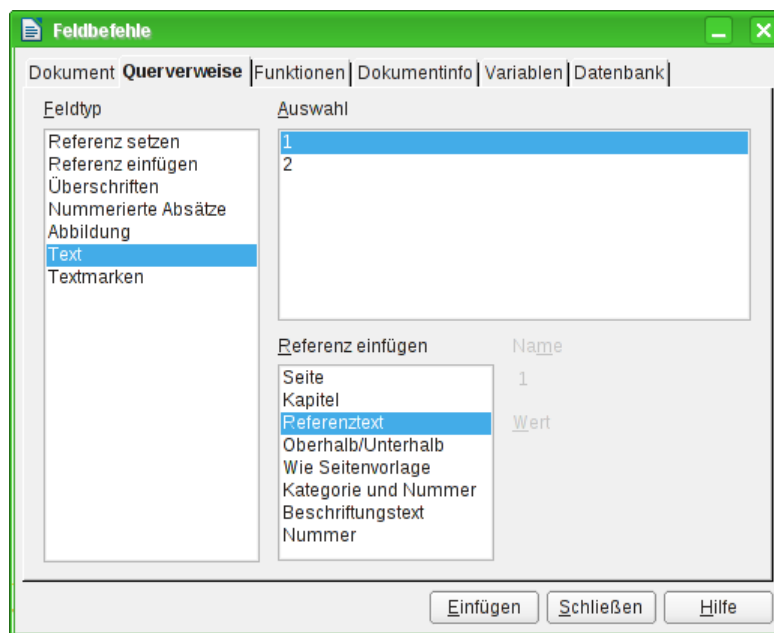 Feldbefehle
Dokument Querverweise Funktionen Dokumentinfo Variablen Datenbank
Feldtyp
Referenz setzen
Referenz einfügen
Überschriften
Nummerierte Absätze
Abbildung
Text
Textmarken
Auswahl
1
2
Referenz einfügen
Seite
Kapitel
Referenztext
Oberhalb/Unterhalb
Wie Seitenvorlage
Kategorie und Nummer
Beschriftungstext
Nummer
Name
1
Wert
Einfügen Schließen Hilfe